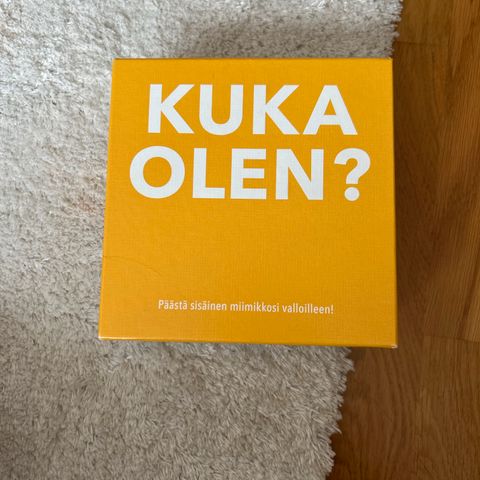 KUKA
OLEN?
Päästä sisäinen miimikkosi valloilleen!